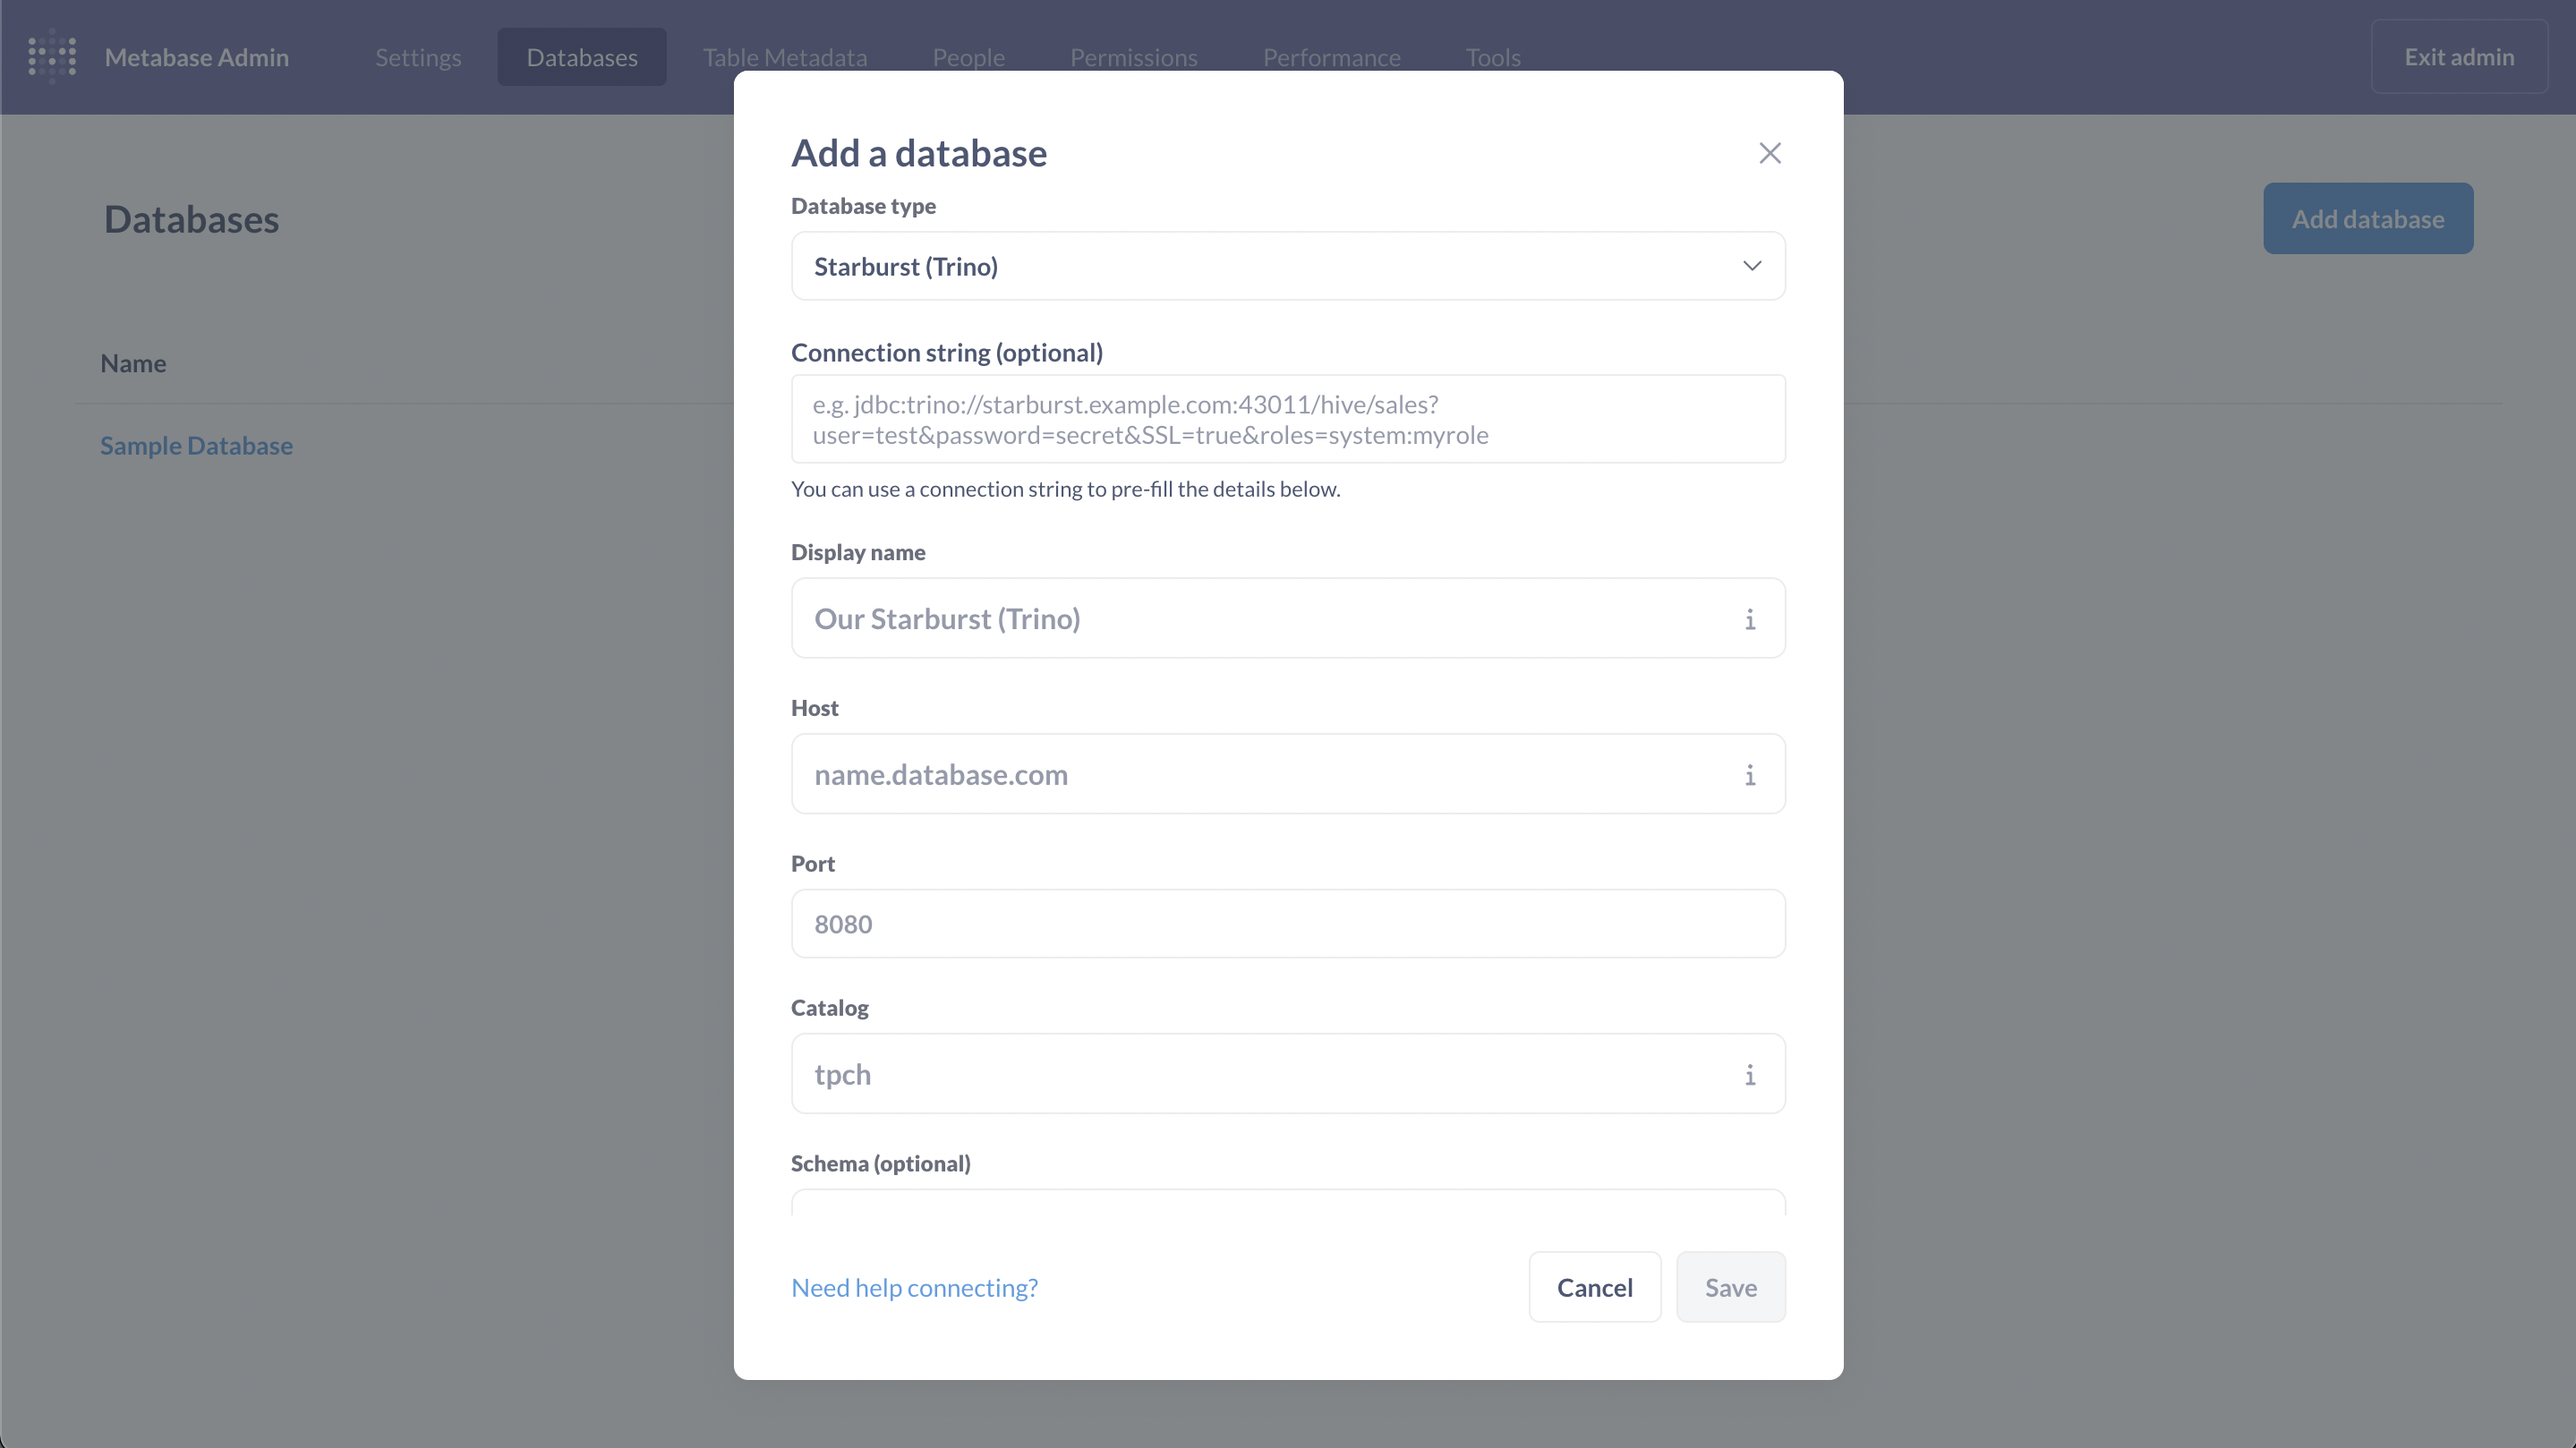 Metabase Admin
Settings
Databases
Table Metadata
People
Permissions
Performance
Tools
Exit admin
Databases
Add database
Name
Sample Database
Add a database
Database type
Starburst (Trino)
Connection string (optional)
e.g. jdbc:trino://starburst.example.com:43011/hive/sales?
user=test&password=secret&SSL=true&roles=system:myrole
You can use a connection string to pre-fill the details below.
Display name
Our Starburst (Trino)
Host
name.database.com
Port
8080
Catalog
tpch
Schema (optional)
Need help connecting?
Cancel
Save